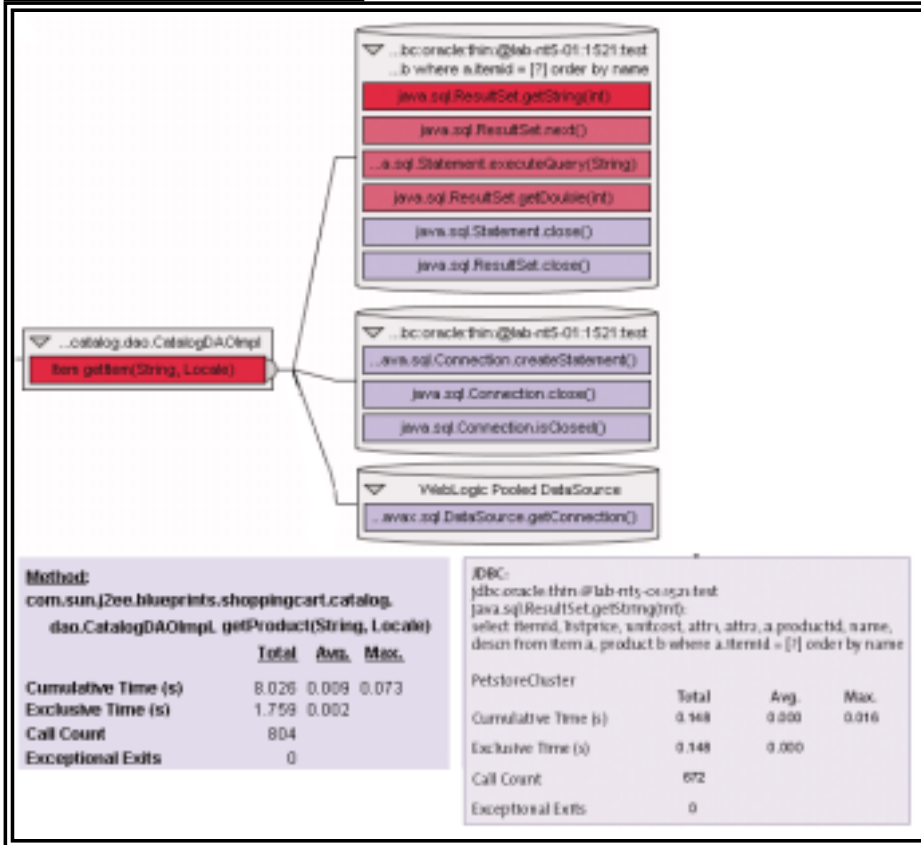 ...bc:oracle:thin:@lab-nt5-01:1521:test
...b where a.itemid = [?] order by name
java.sql.ResultSet.getString(int)
java.sql.ResultSet.next()
...a.sql.Statement.executeQuery(String)
java.sql.ResultSet.getDouble(int)
java.sql.Statement.close()
java.sql.ResultSet.close()
...bc:oracle:thin:@lab-nt5-01:1521:test
...ava.sql.Connection.createStatement()
java.sql.Connection.close()
java.sql.Connection.isClosed()
...catalog.dao.CatalogDAOImpl
Item getItem(String, Locale)
WebLogic Pooled DataSource
...avax.sql.DataSource.getConnection()
Method:
com.sun.j2ee.blueprints.shoppingcart.catalog.
dao.CatalogDAOImpl. getProduct(String, Locale)
Total Avg. Max.
Cumulative Time (s) 8.026 0.009 0.073
Exclusive Time (s) 1.759 0.002
Call Count 804
Exceptional Exits 0
JDBC:
jdbc:oracle:thin:@lab-nt5-01:1521:test
java.sql.ResultSet.getString(int):
select itemid, listprice, unitcost, attr1, attr2, a.productid, name,
descn from item a, product b where a.itemid = [?] order by name
PetstoreCluster
Total Avg. Max.
Cumulative Time (s) 0.148 0.000 0.016
Exclusive Time (s) 0.148 0.000
Call Count 672
Exceptional Exits 0